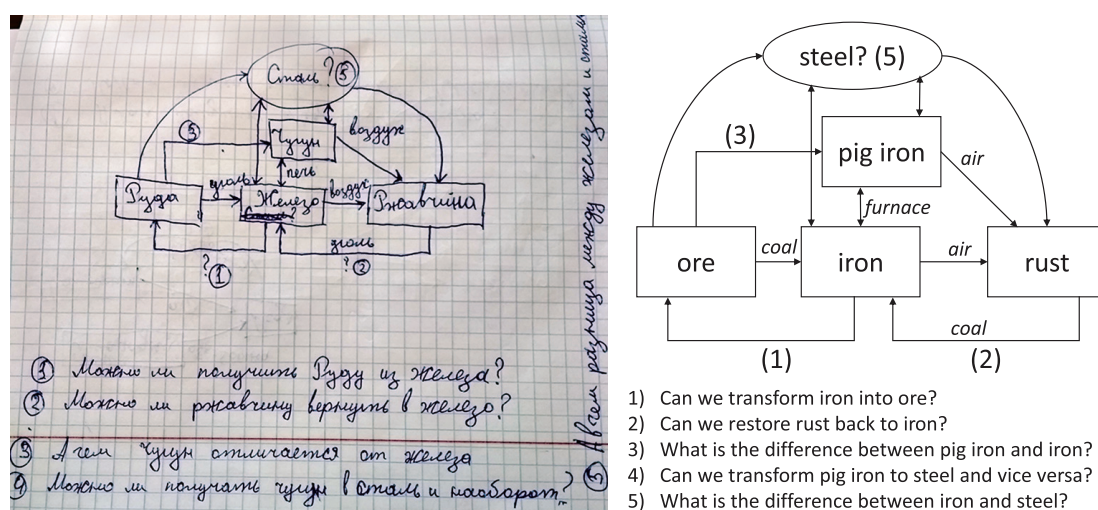 Сталь? 5
3
Чугун
воздух
печь
уголь
воздух
Руда
Железо
Ржавчина
уголь
? 1
? 2
1 Можно ли получить Руду из железа?
2 Можно ли ржавчину вернуть в железо?
3 А чем чугун отличается от железа
4 Можно ли получать чугун в сталь и наоборот?
5 А в чем разница между железом и сталью
steel? (5)
(3)
pig iron
air
furnace
coal
air
ore
iron
rust
coal
(1)
(2)
1) Can we transform iron into ore?
2) Can we restore rust back to iron?
3) What is the difference between pig iron and iron?
4) Can we transform pig iron to steel and vice versa?
5) What is the difference between iron and steel?